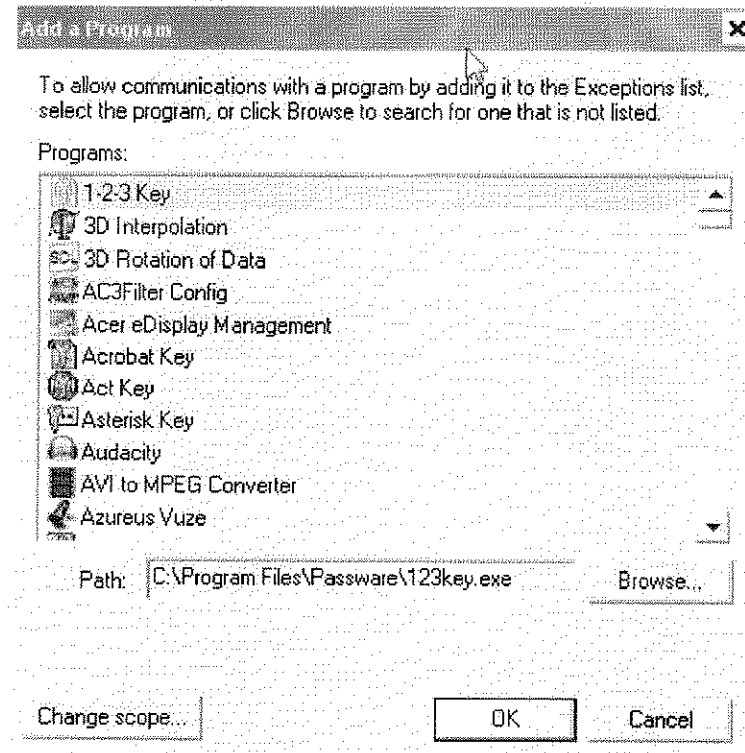 Add a Program
To allow communications with a program by adding it to the Exceptions list,
select the program, or click Browse to search for one that is not listed.
Programs:
1-2-3 Key
3D Interpolation
3D Rotation of Data
AC3Filter Config
Acer eDisplay Management
Acrobat Key
Act Key
Asterisk Key
Audacity
AVI to MPEG Converter
Azureus Vuze
Path: C:\Program Files\Passware\123key.exe Browse...
Change scope... OK Cancel